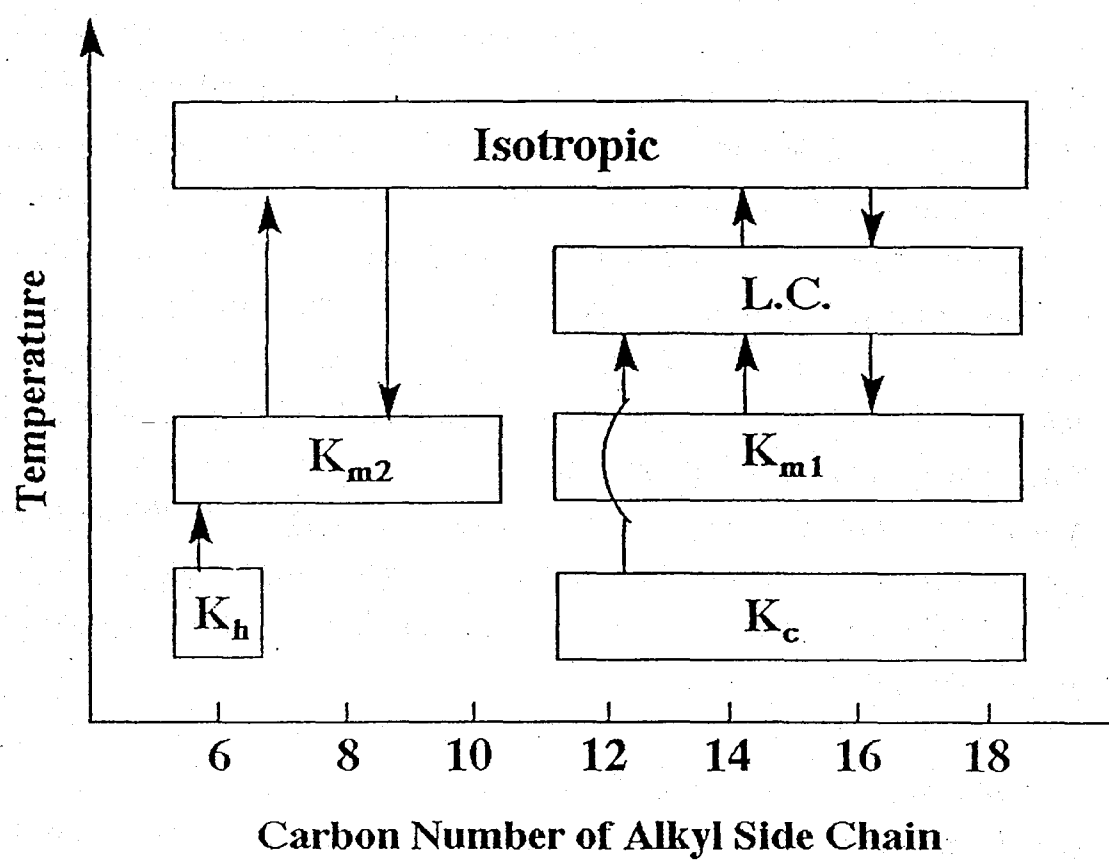 Temperature
Isotropic
L.C.
Km2
Km1
Kh
Kc
6 8 10 12 14 16 18
Carbon Number of Alkyl Side Chain